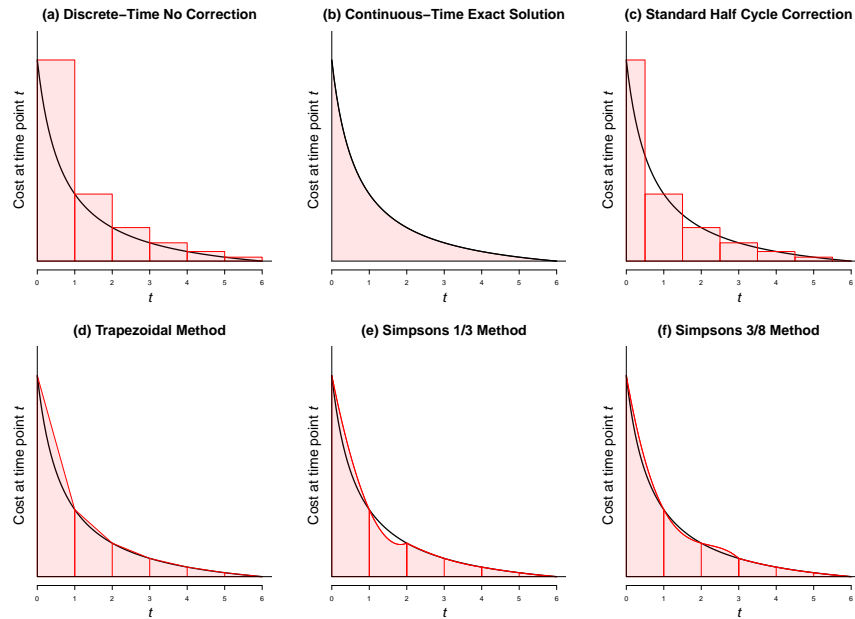 (a) Discrete−Time No Correction
Cost at time point t
0 1 2 3 4 5 6
t
(b) Continuous−Time Exact Solution
Cost at time point t
0 1 2 3 4 5 6
t
(c) Standard Half Cycle Correction
Cost at time point t
0 1 2 3 4 5 6
t
(d) Trapezoidal Method
Cost at time point t
0 1 2 3 4 5 6
t
(e) Simpsons 1/3 Method
Cost at time point t
0 1 2 3 4 5 6
t
(f) Simpsons 3/8 Method
Cost at time point t
0 1 2 3 4 5 6
t